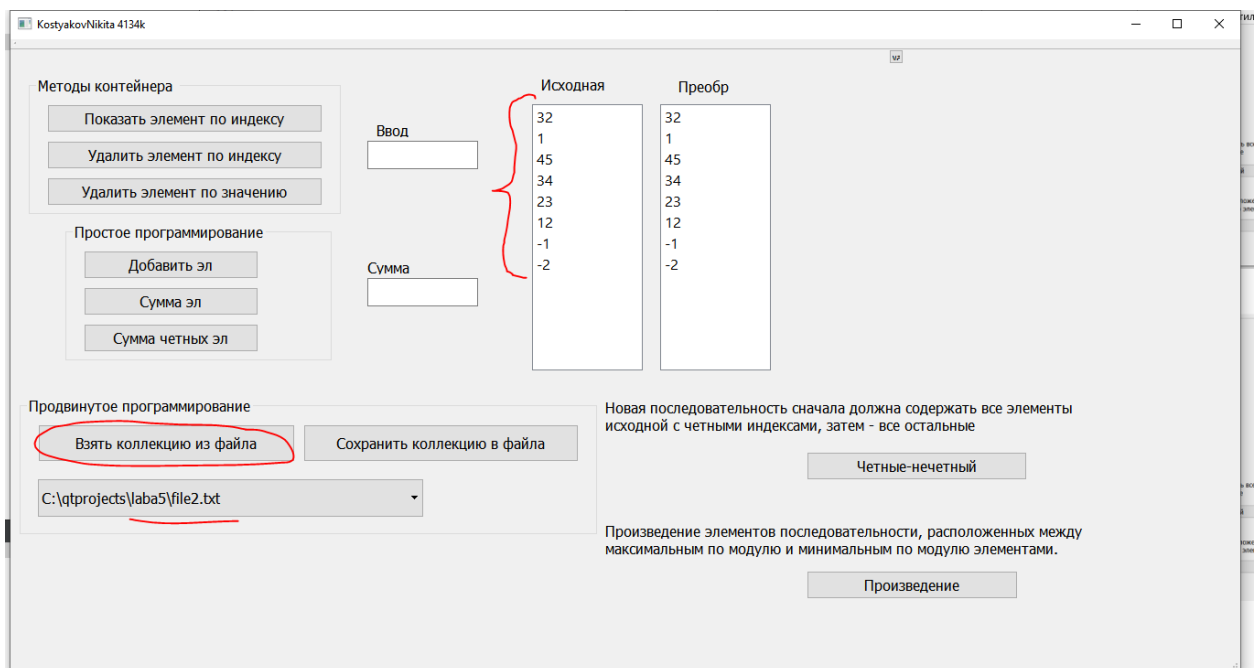 KostyakovNikita 4134k
Методы контейнера
Показать элемент по индексу
Удалить элемент по индексу
Удалить элемент по значению
Простое программирование
Добавить эл
Сумма эл
Сумма четных эл
Ввод
Сумма
Исходная
32
1
45
34
23
12
-1
-2
Преобр
32
1
45
34
23
12
-1
-2
Продвинутое программирование
Взять коллекцию из файла
Сохранить коллекцию в файла
C:\qtprojects\laba5\file2.txt
Новая последовательность сначала должна содержать все элементы
исходной с четными индексами, затем - все остальные
Четные-нечетный
Произведение элементов последовательности, расположенных между
максимальным по модулю и минимальным по модулю элементами.
Произведение